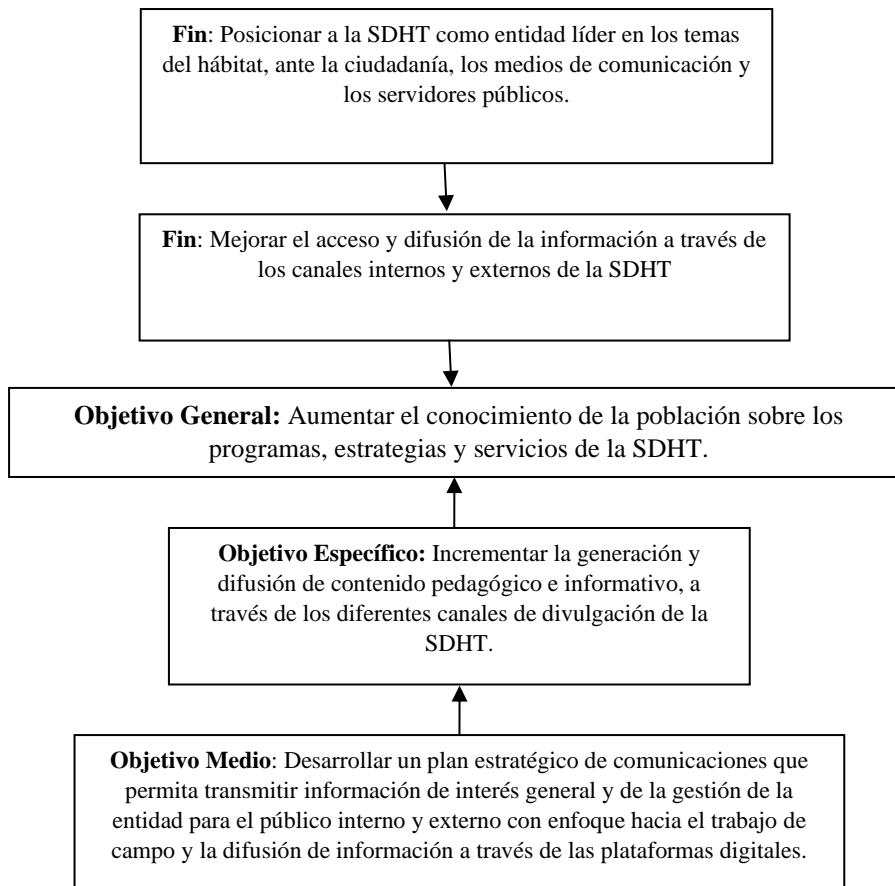 Fin: Posicionar a la SDHT como entidad líder en los temas
del hábitat, ante la ciudadanía, los medios de comunicación y
los servidores públicos.
Fin: Mejorar el acceso y difusión de la información a través de
los canales internos y externos de la SDHT
Objetivo General: Aumentar el conocimiento de la población sobre los
programas, estrategias y servicios de la SDHT.
Objetivo Específico: Incrementar la generación y
difusión de contenido pedagógico e informativo, a
través de los diferentes canales de divulgación de la
SDHT.
Objetivo Medio: Desarrollar un plan estratégico de comunicaciones que
permita transmitir información de interés general y de la gestión de la
entidad para el público interno y externo con enfoque hacia el trabajo de
campo y la difusión de información a través de las plataformas digitales.